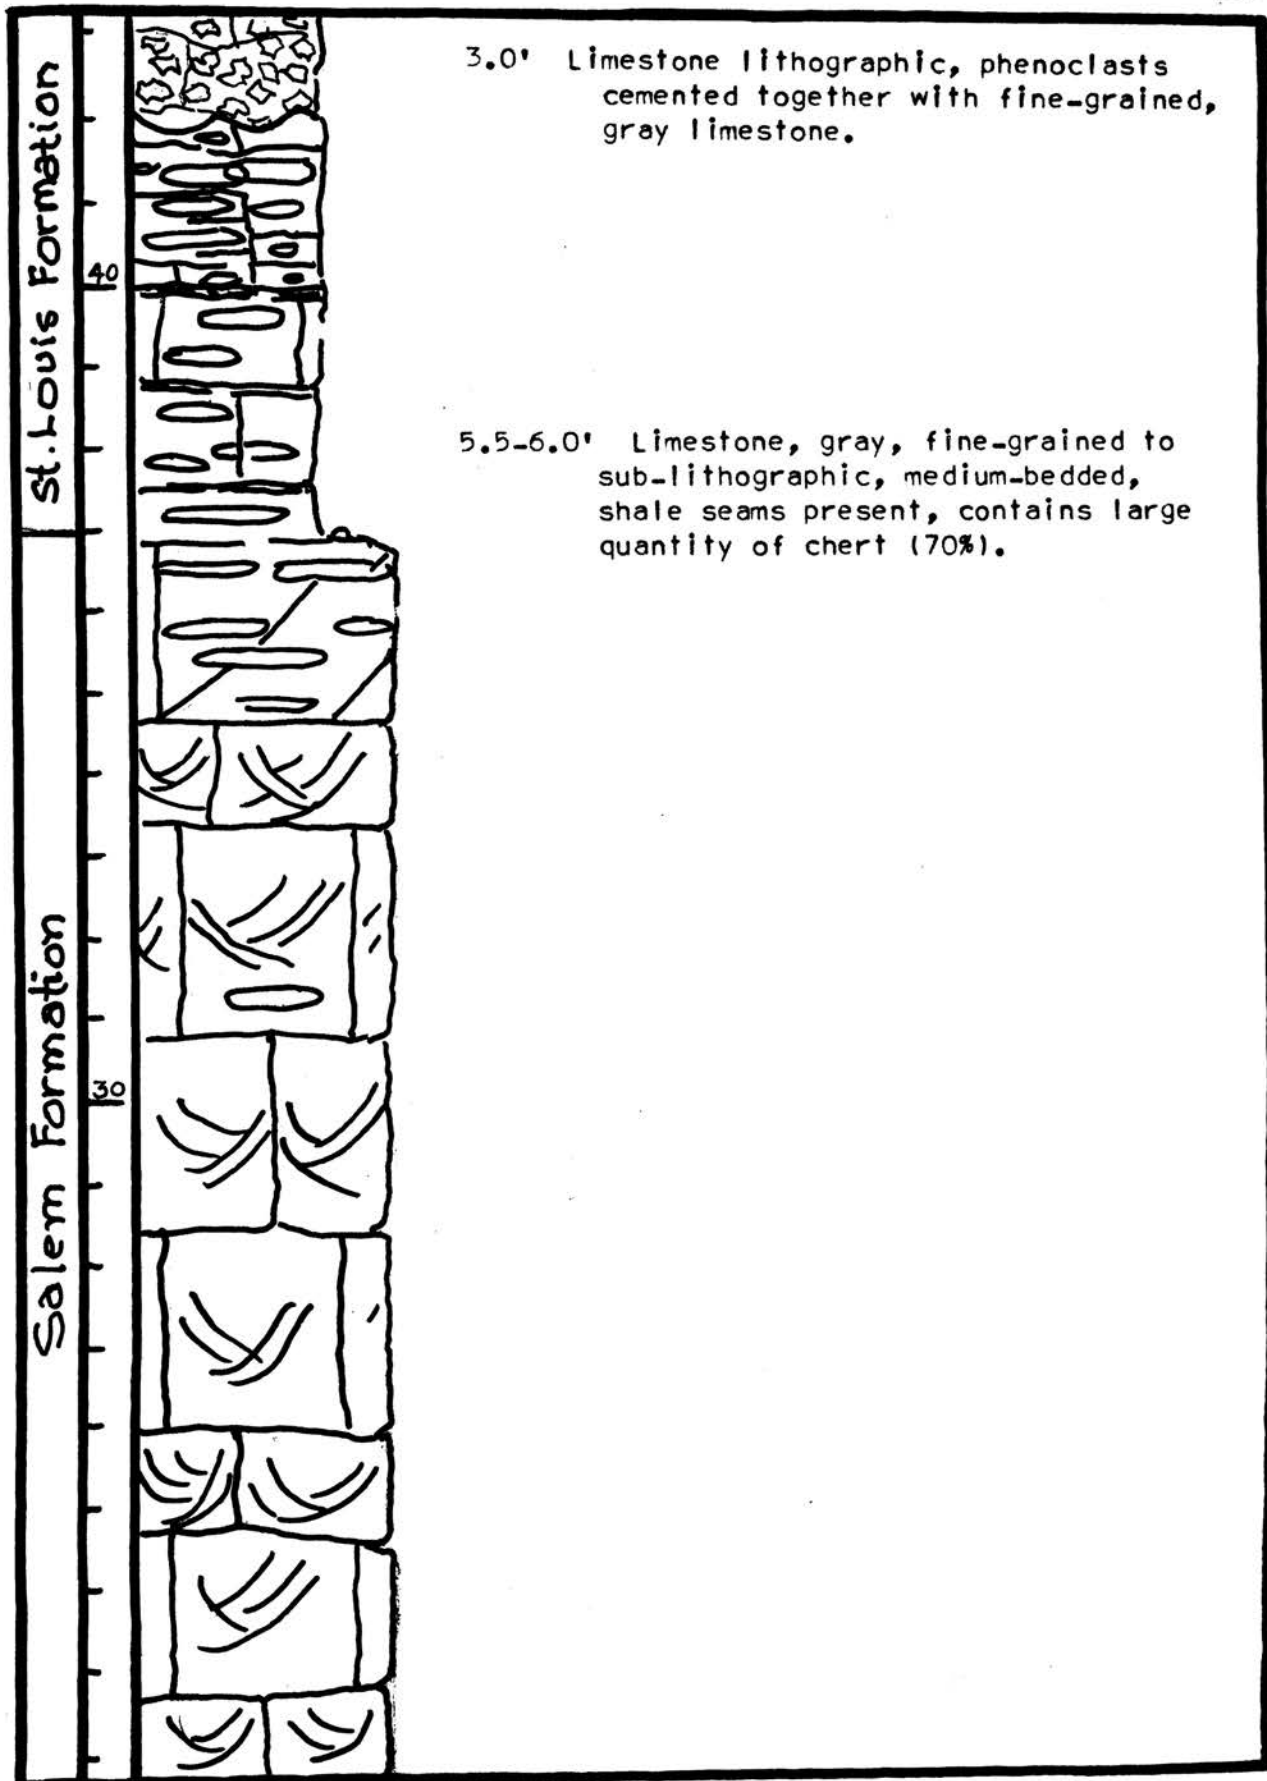 St. Louis Formation
40
3.0' Limestone lithographic, phenoclasts
cemented together with fine-grained,
gray limestone.
5.5-6.0' Limestone, gray, fine-grained to
sub-lithographic, medium-bedded,
shale seams present, contains large
quantity of chert (70%).
Salem Formation
30